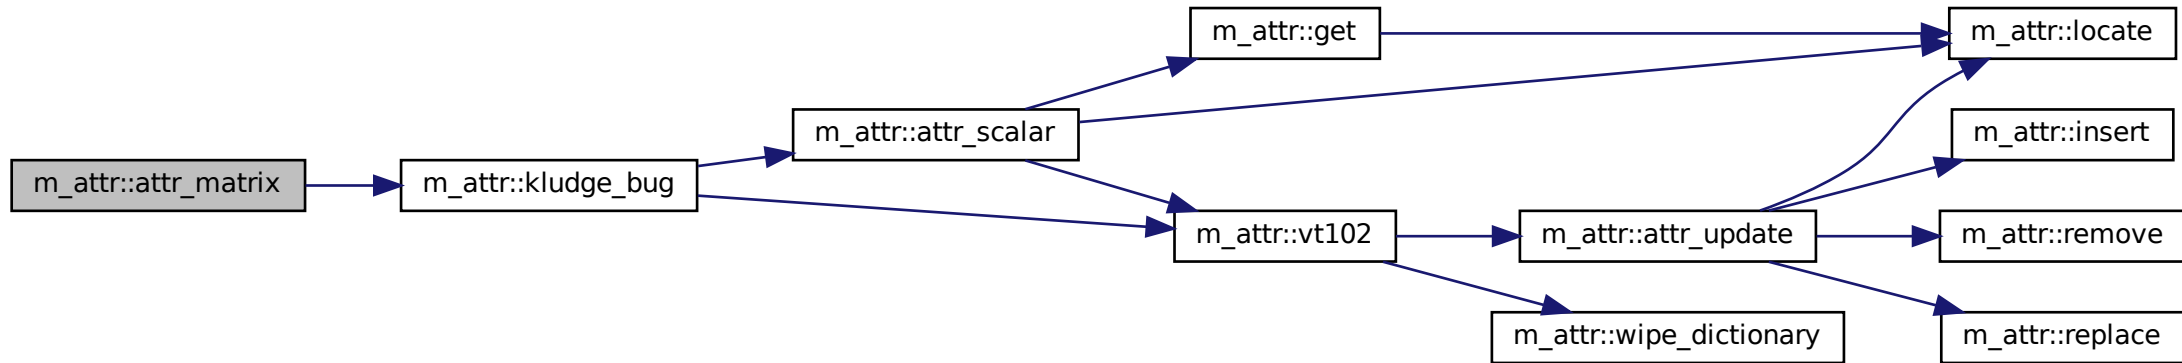 m_attr::attr_matrix
m_attr::kludge_bug
m_attr::attr_scalar
m_attr::get
m_attr::vt102
m_attr::attr_update
m_attr::wipe_dictionary
m_attr::locate
m_attr::insert
m_attr::remove
m_attr::replace